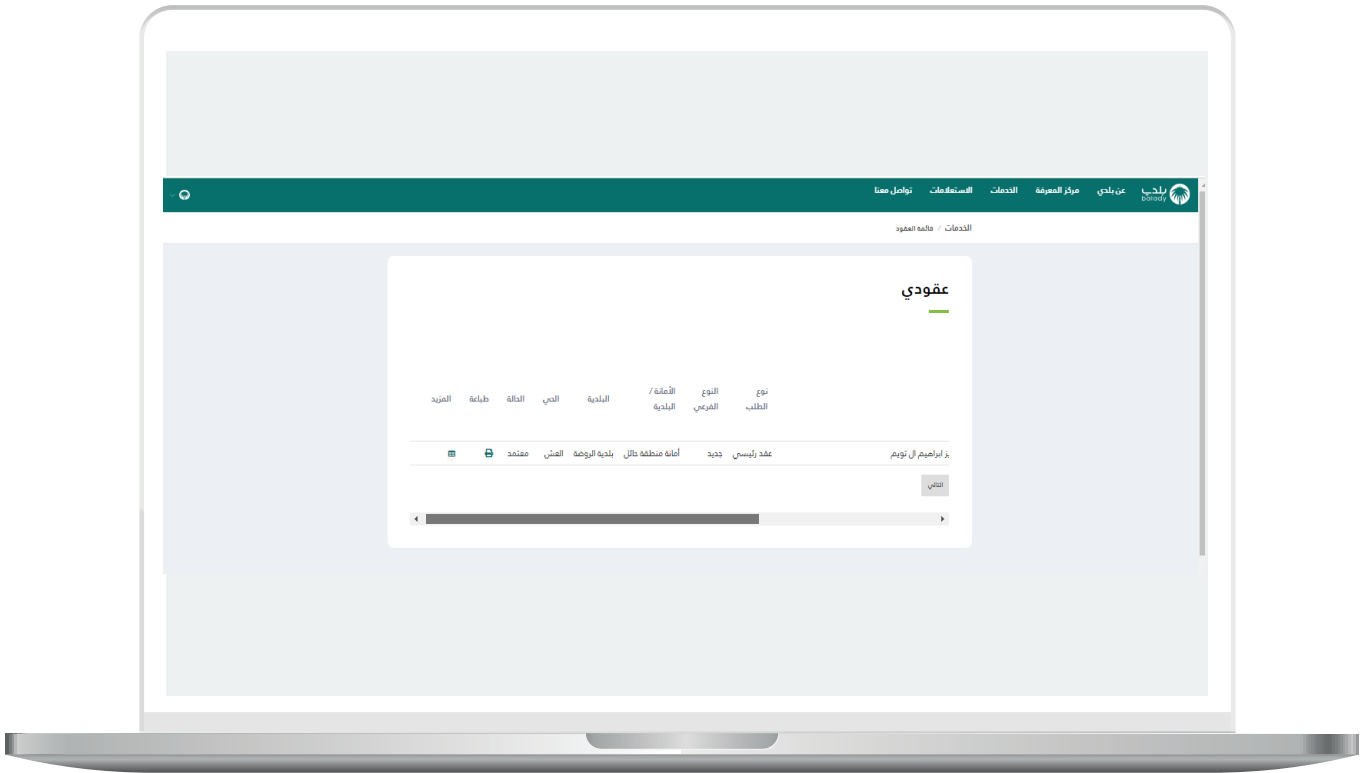 بلدي
balady
عن بلدي مركز المعرفة الخدمات الاستعلامات تواصل معنا
الخدمات / قائمة العقود
عقودي
نوع الطلب النوع الفرعي الأمانة / البلدية البلدية الحي الحالة طباعة المزيد
يز ابراهيم ال تويم عقد رئيسي جديد أمانة منطقة حائل بلدية الروضة العش معتمد
التالي